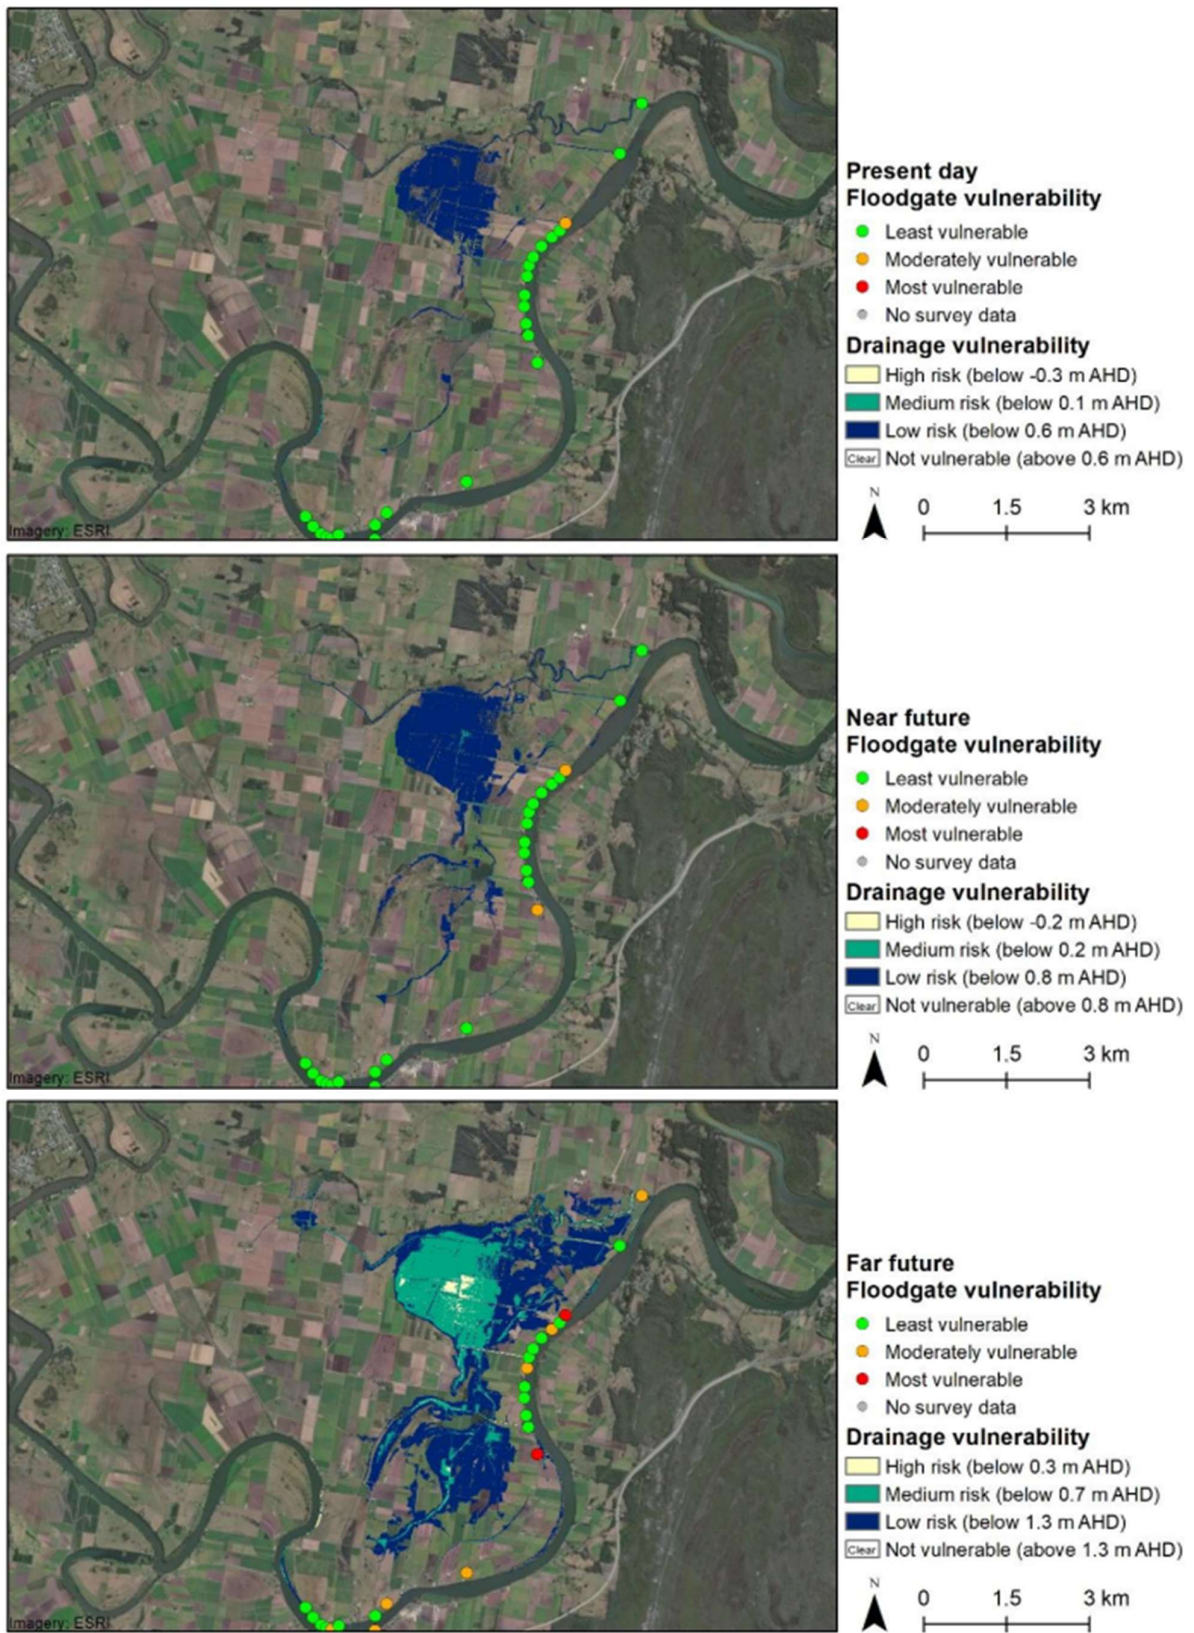 Present day
Floodgate vulnerability
Least vulnerable
Moderately vulnerable
Most vulnerable
No survey data
Drainage vulnerability
High risk (below -0.3 m AHD)
Medium risk (below 0.1 m AHD)
Low risk (below 0.6 m AHD)
Clear Not vulnerable (above 0.6 m AHD)
N
0 1.5 3 km
Imagery: ESRI
Near future
Floodgate vulnerability
Least vulnerable
Moderately vulnerable
Most vulnerable
No survey data
Drainage vulnerability
High risk (below -0.2 m AHD)
Medium risk (below 0.2 m AHD)
Low risk (below 0.8 m AHD)
Clear Not vulnerable (above 0.8 m AHD)
N
0 1.5 3 km
Imagery: ESRI
Far future
Floodgate vulnerability
Least vulnerable
Moderately vulnerable
Most vulnerable
No survey data
Drainage vulnerability
High risk (below 0.3 m AHD)
Medium risk (below 0.7 m AHD)
Low risk (below 1.3 m AHD)
Clear Not vulnerable (above 1.3 m AHD)
N
0 1.5 3 km
Imagery: ESRI